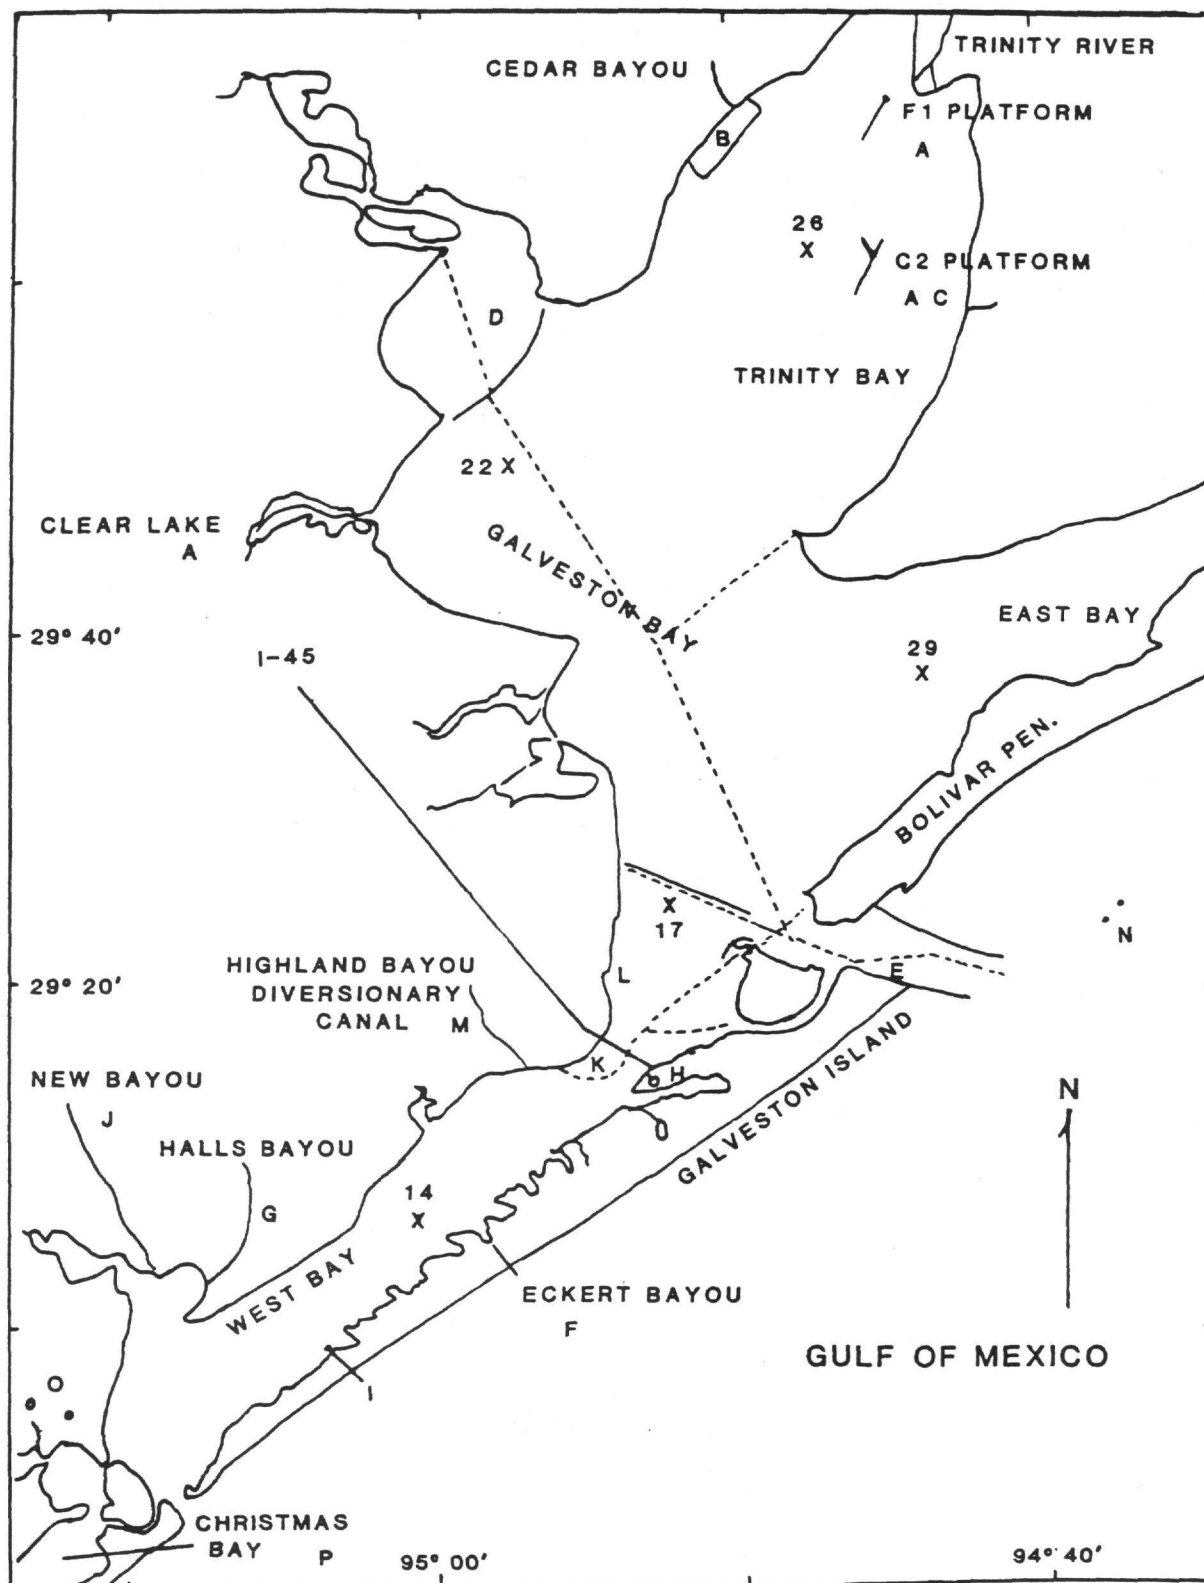 TRINITY RIVER
CEDAR BAYOU
F1 PLATFORM
B
A
26
X
C2 PLATFORM
A C
D
TRINITY BAY
22 X
CLEAR LAKE
A
GALVESTON BAY
EAST BAY
29° 40'
29
X
I-45
BOLIVAR PEN.
X
17
N
HIGHLAND BAYOU
DIVERSIONARY
CANAL M
L
E
29° 20'
K
H
NEW BAYOU
J
GALVESTON ISLAND
N
HALLS BAYOU
G
14
X
WEST BAY
ECKERT BAYOU
F
GULF OF MEXICO
I
O
CHRISTMAS
BAY P
95° 00'
94° 40'